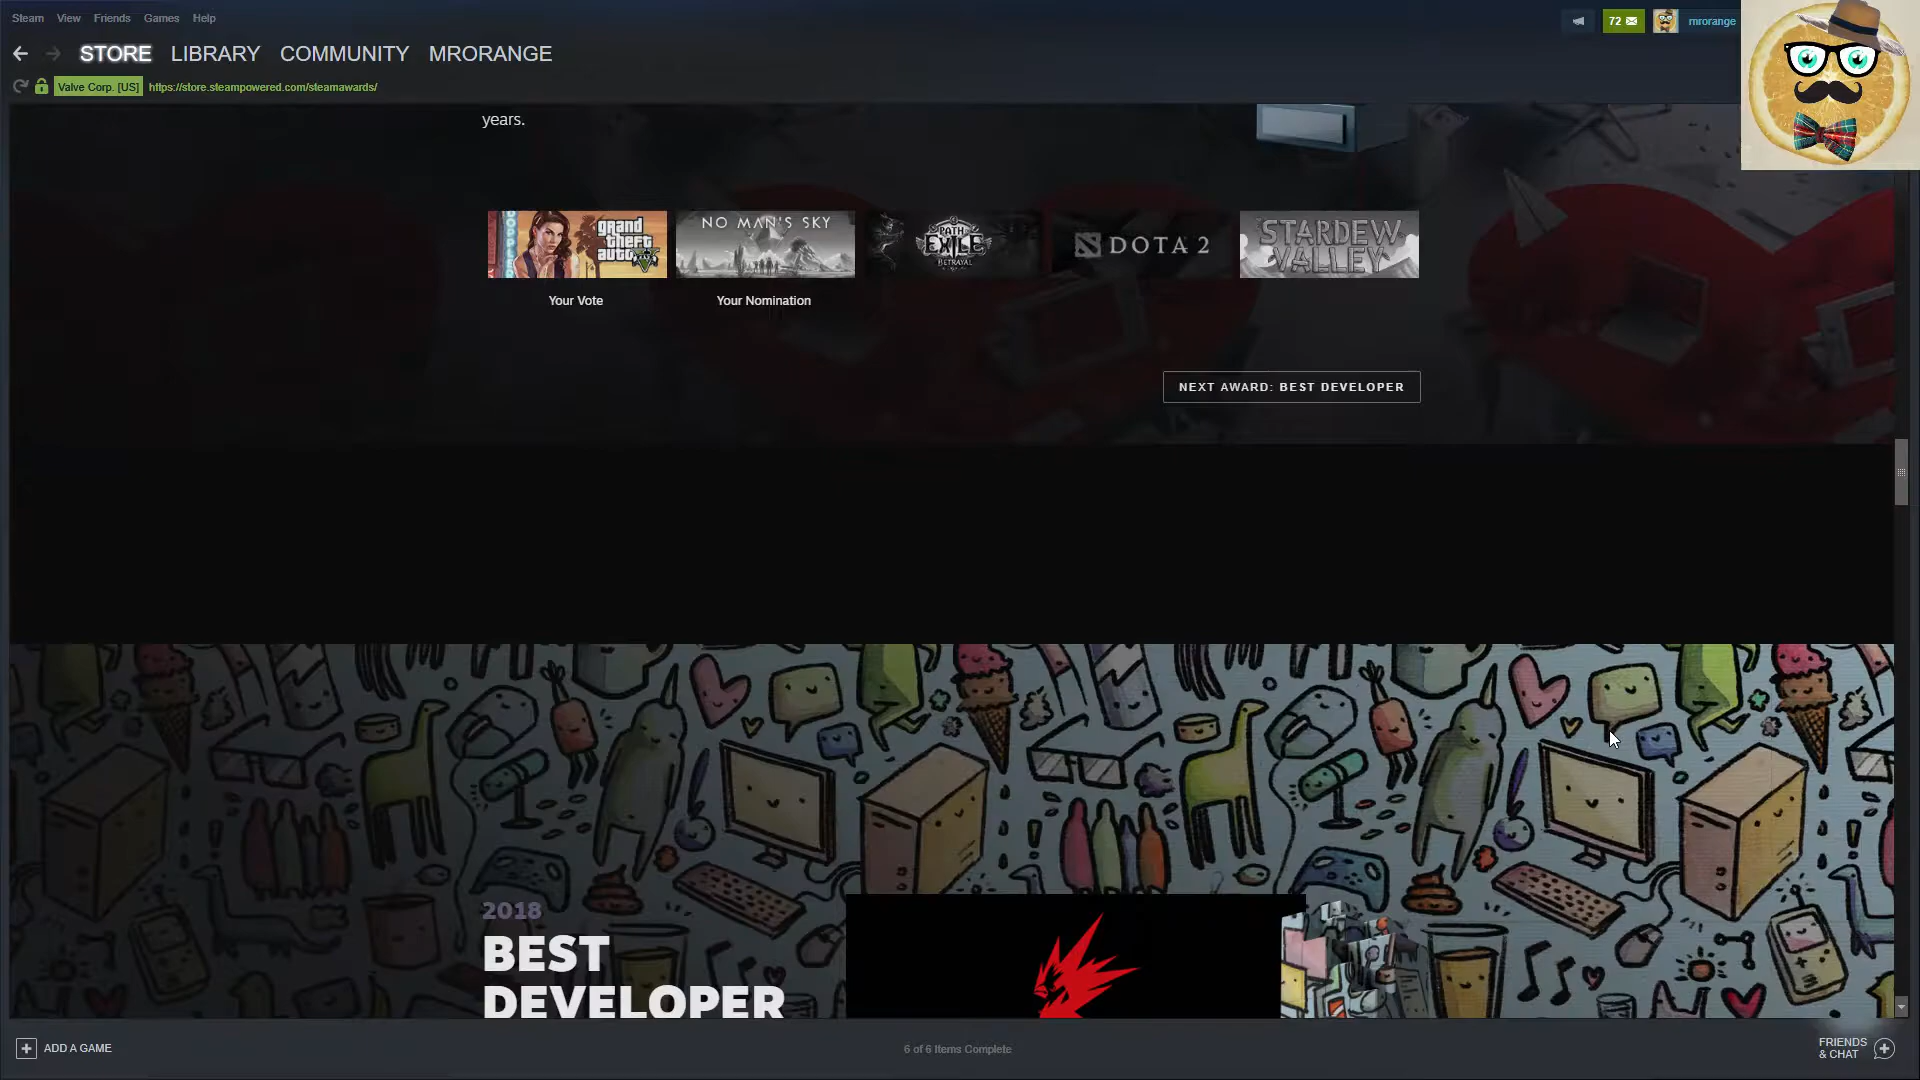 Steam View Friends Games Help
72 mrorange
STORE LIBRARY COMMUNITY MRORANGE
Valve Corp. [US] https://store.steampowered.com/steamawards/
years.
grand theft auto V
NO MAN'S SKY
PATH OF EXILE BETRAYAL
DOTA 2
STARDEW VALLEY
Your Vote
Your Nomination
NEXT AWARD: BEST DEVELOPER
2018
BEST
DEVELOPER
ADD A GAME
6 of 6 Items Complete
FRIENDS
& CHAT